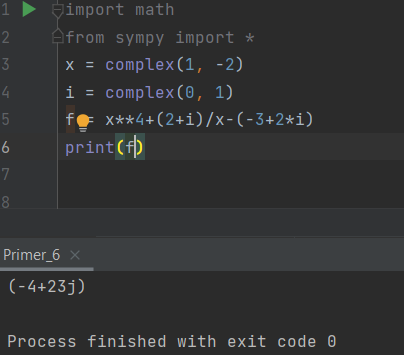 1 import math
2 from sympy import *
3 x = complex(1, -2)
4 i = complex(0, 1)
5 f = x**4+(2+i)/x-(-3+2*i)
6 print(f)
7
8
Primer_6 ×
(-4+23j)
Process finished with exit code 0